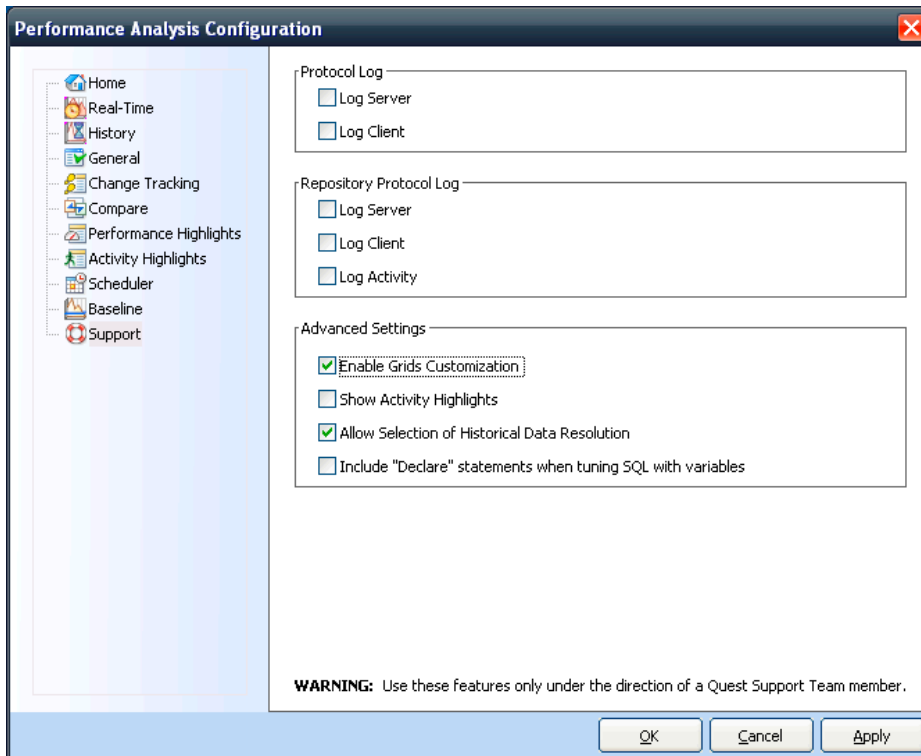 Performance Analysis Configuration
Home
Real-Time
History
General
Change Tracking
Compare
Performance Highlights
Activity Highlights
Scheduler
Baseline
Support
Protocol Log
Log Server
Log Client
Repository Protocol Log
Log Server
Log Client
Log Activity
Advanced Settings
Enable Grids Customization
Show Activity Highlights
Allow Selection of Historical Data Resolution
Include "Declare" statements when tuning SQL with variables
WARNING: Use these features only under the direction of a Quest Support Team member.
OK
Cancel
Apply